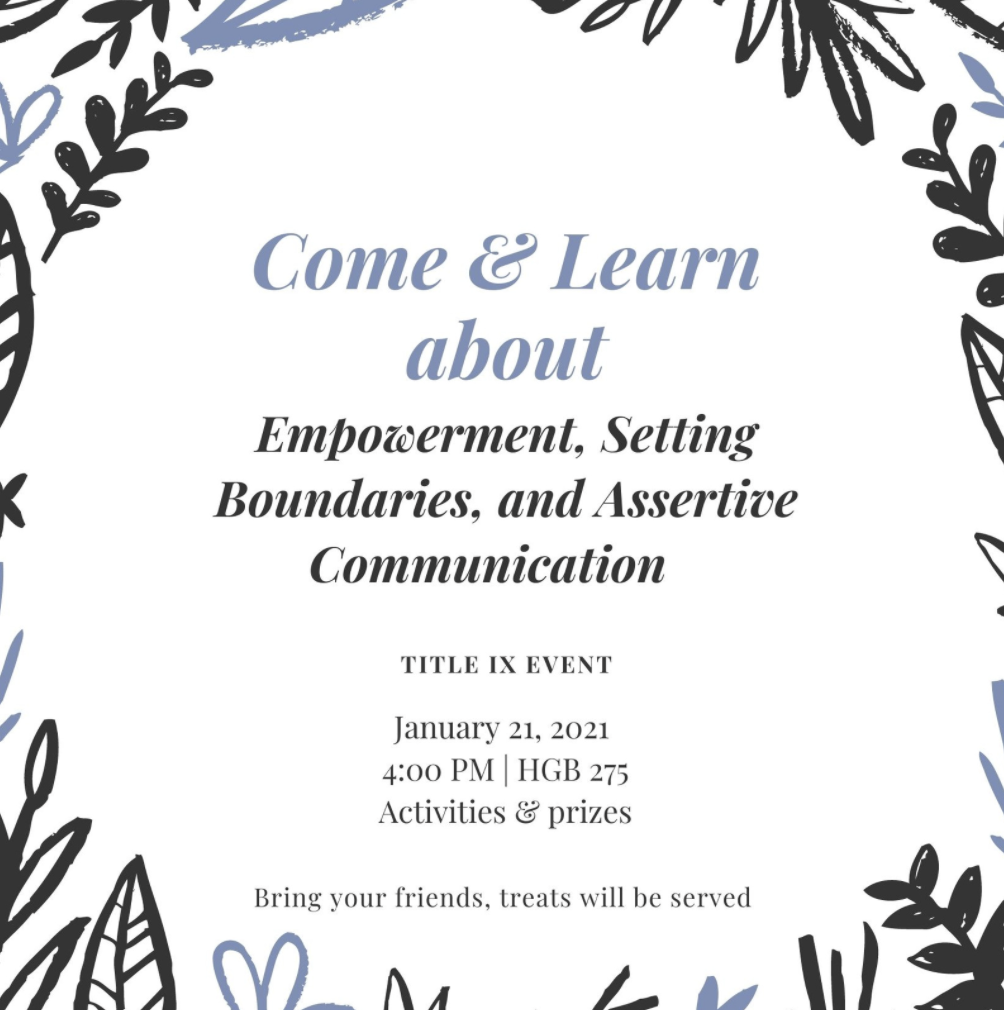 Come & Learn
about
Empowerment, Setting
Boundaries, and Assertive
Communication
TITLE IX EVENT
January 21, 2021
4:00 PM | HGB 275
Activities & prizes
Bring your friends, treats will be served